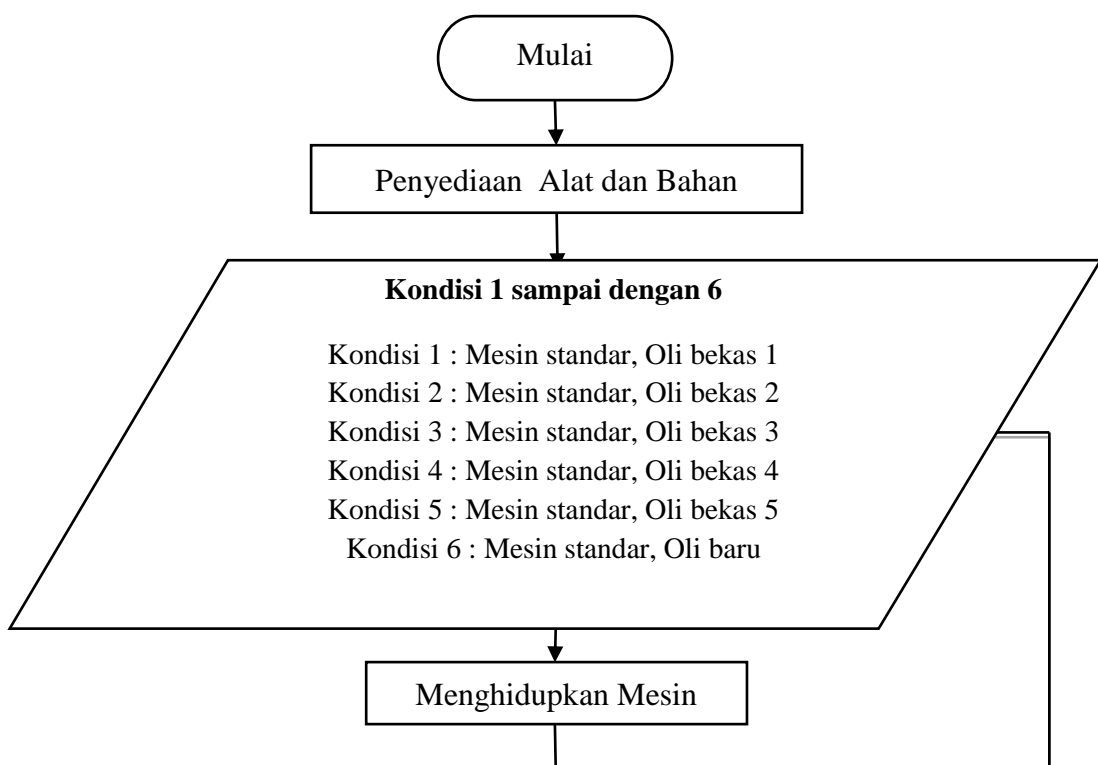 Mulai
Penyediaan Alat dan Bahan
Kondisi 1 sampai dengan 6
Kondisi 1 : Mesin standar, Oli bekas 1
Kondisi 2 : Mesin standar, Oli bekas 2
Kondisi 3 : Mesin standar, Oli bekas 3
Kondisi 4 : Mesin standar, Oli bekas 4
Kondisi 5 : Mesin standar, Oli bekas 5
Kondisi 6 : Mesin standar, Oli baru
Menghidupkan Mesin